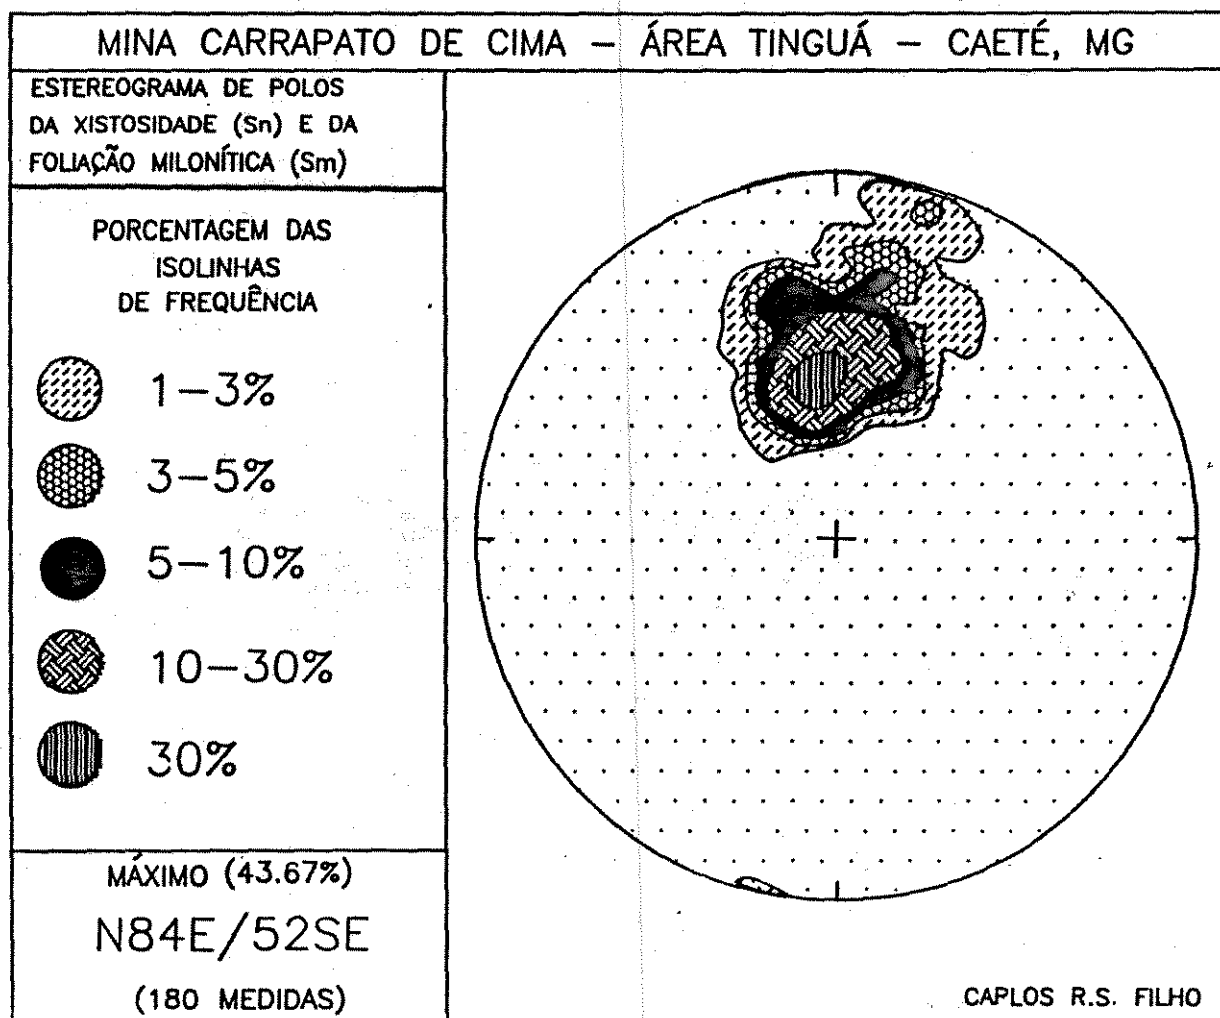 MINA CARRAPATO DE CIMA – ÁREA TINGUÁ – CAETÉ, MG
ESTEREOGRAMA DE POLOS
DA XISTOSIDADE (Sn) E DA
FOLIAÇÃO MILONÍTICA (Sm)
PORCENTAGEM DAS
ISOLINHAS
DE FREQUÊNCIA
1–3%
3–5%
5–10%
10–30%
30%
MÁXIMO (43.67%)
N84E/52SE
(180 MEDIDAS)
CAPLOS R.S. FILHO